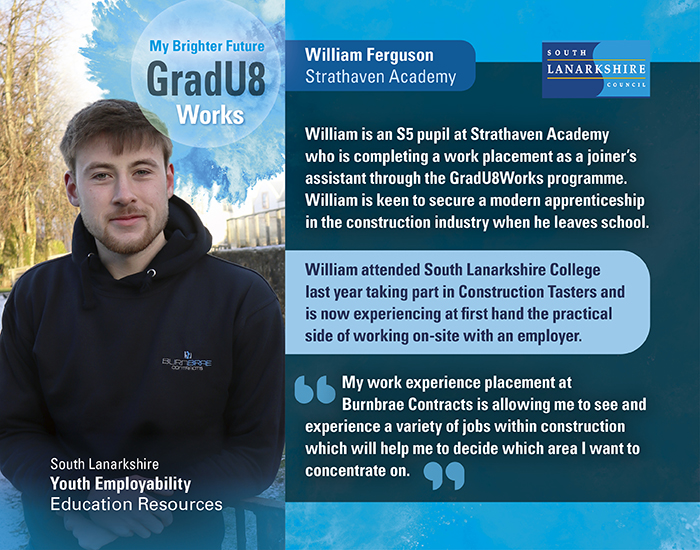 My Brighter Future
GradU8
Works
William Ferguson
Strathaven Academy
SOUTH
LANARKSHIRE
COUNCIL
William is an S5 pupil at Strathaven Academy
who is completing a work placement as a joiner’s
assistant through the GradU8Works programme.
William is keen to secure a modern apprenticeship
in the construction industry when he leaves school.
William attended South Lanarkshire College
last year taking part in Construction Tasters and
is now experiencing at first hand the practical
side of working on-site with an employer.
“ My work experience placement at
Burnbrae Contracts is allowing me to see and
experience a variety of jobs within construction
which will help me to decide which area I want to
concentrate on. ”
BURNBRAE
CONTRACTS
South Lanarkshire
Youth Employability
Education Resources